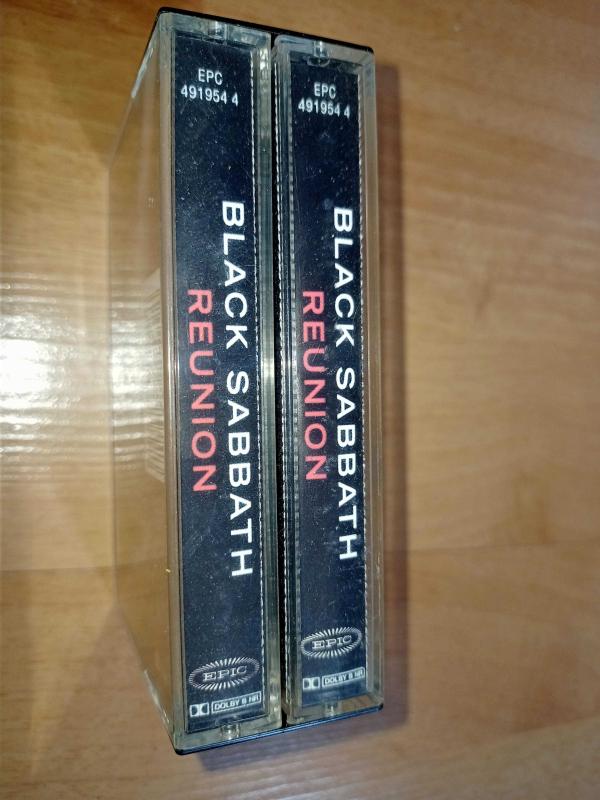 EPC
491954 4
BLACK SABBATH
REUNION
EPIC
DOLBY B NR
EPC
491954 4
BLACK SABBATH
REUNION
EPIC
DOLBY B NR